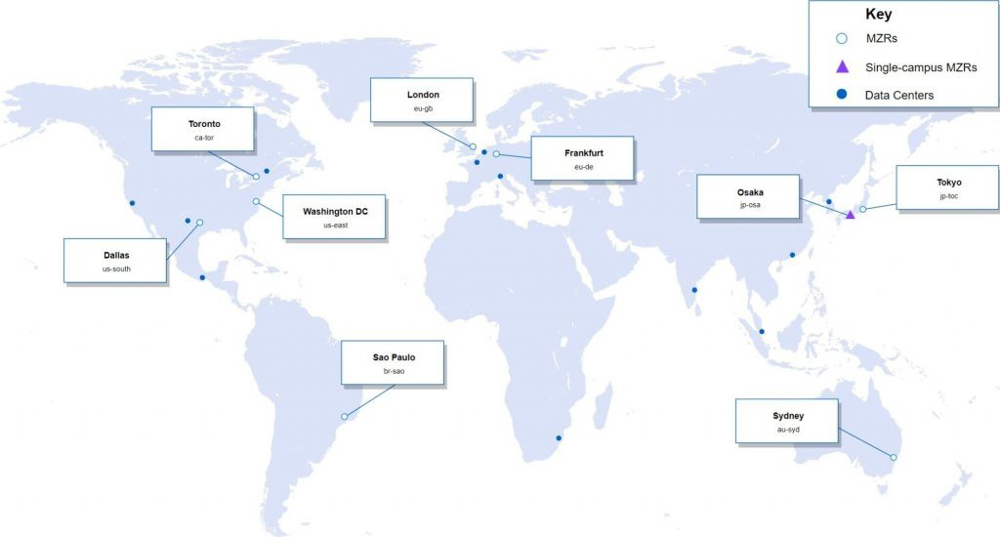 Key
MZRs
Single-campus MZRs
Data Centers
London
eu-gb
Toronto
ca-tor
Frankfurt
eu-de
Tokyo
jp-toc
Osaka
jp-osa
Washington DC
us-east
Dallas
us-south
Sao Paulo
br-sao
Sydney
au-syd